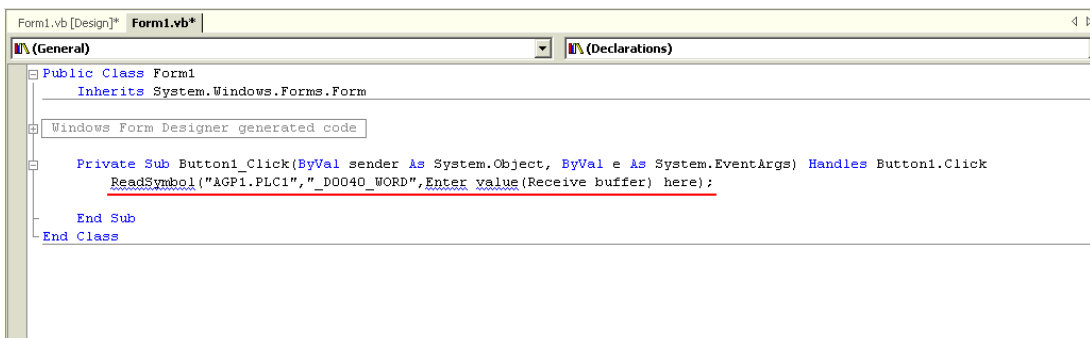 Form1.vb [Design]* Form1.vb*
(General) (Declarations)
Public Class Form1
Inherits System.Windows.Forms.Form
Windows Form Designer generated code
Private Sub Button1_Click(ByVal sender As System.Object, ByVal e As System.EventArgs) Handles Button1.Click
ReadSymbol("AGP1.PLC1","_D0040_WORD",Enter value(Receive buffer) here);
End Sub
End Class